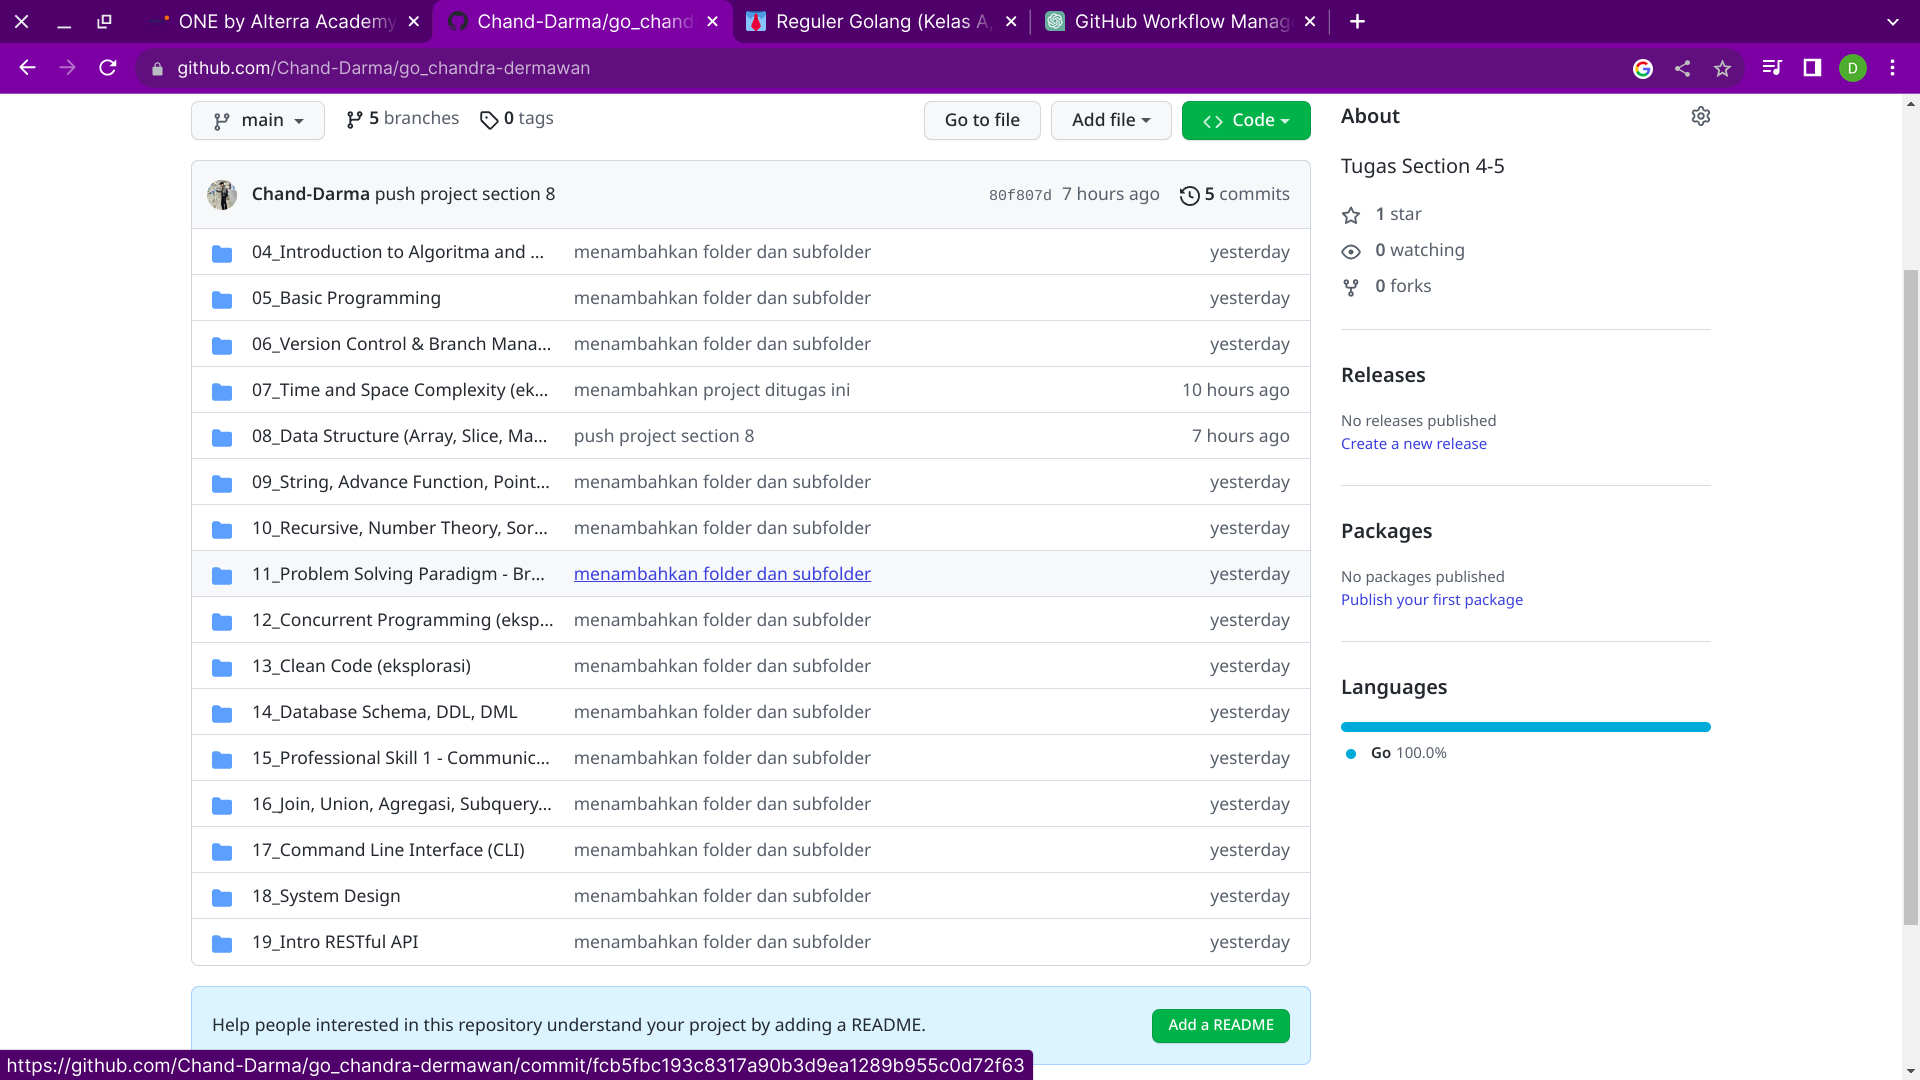 ONE by Alterra Academy
Chand-Darma/go_chand
Reguler Golang (Kelas A,
GitHub Workflow Manag
github.com/Chand-Darma/go_chandra-dermawan
D
main
5 branches
0 tags
Go to file
Add file
Code
Chand-Darma push project section 8
80f807d 7 hours ago
5 commits
04_Introduction to Algoritma and ... menambahkan folder dan subfolder yesterday
05_Basic Programming menambahkan folder dan subfolder yesterday
06_Version Control & Branch Mana... menambahkan folder dan subfolder yesterday
07_Time and Space Complexity (ek... menambahkan project ditugas ini 10 hours ago
08_Data Structure (Array, Slice, Ma... push project section 8 7 hours ago
09_String, Advance Function, Point... menambahkan folder dan subfolder yesterday
10_Recursive, Number Theory, Sor... menambahkan folder dan subfolder yesterday
11_Problem Solving Paradigm - Br... menambahkan folder dan subfolder yesterday
12_Concurrent Programming (eksp... menambahkan folder dan subfolder yesterday
13_Clean Code (eksplorasi) menambahkan folder dan subfolder yesterday
14_Database Schema, DDL, DML menambahkan folder dan subfolder yesterday
15_Professional Skill 1 - Communic... menambahkan folder dan subfolder yesterday
16_Join, Union, Agregasi, Subquery,... menambahkan folder dan subfolder yesterday
17_Command Line Interface (CLI) menambahkan folder dan subfolder yesterday
18_System Design menambahkan folder dan subfolder yesterday
19_Intro RESTful API menambahkan folder dan subfolder yesterday
Help people interested in this repository understand your project by adding a README.
Add a README
About
Tugas Section 4-5
1 star
0 watching
0 forks
Releases
No releases published
Create a new release
Packages
No packages published
Publish your first package
Languages
Go 100.0%
https://github.com/Chand-Darma/go_chandra-dermawan/commit/fcb5fbc193c8317a90b3d9ea1289b955c0d72f63